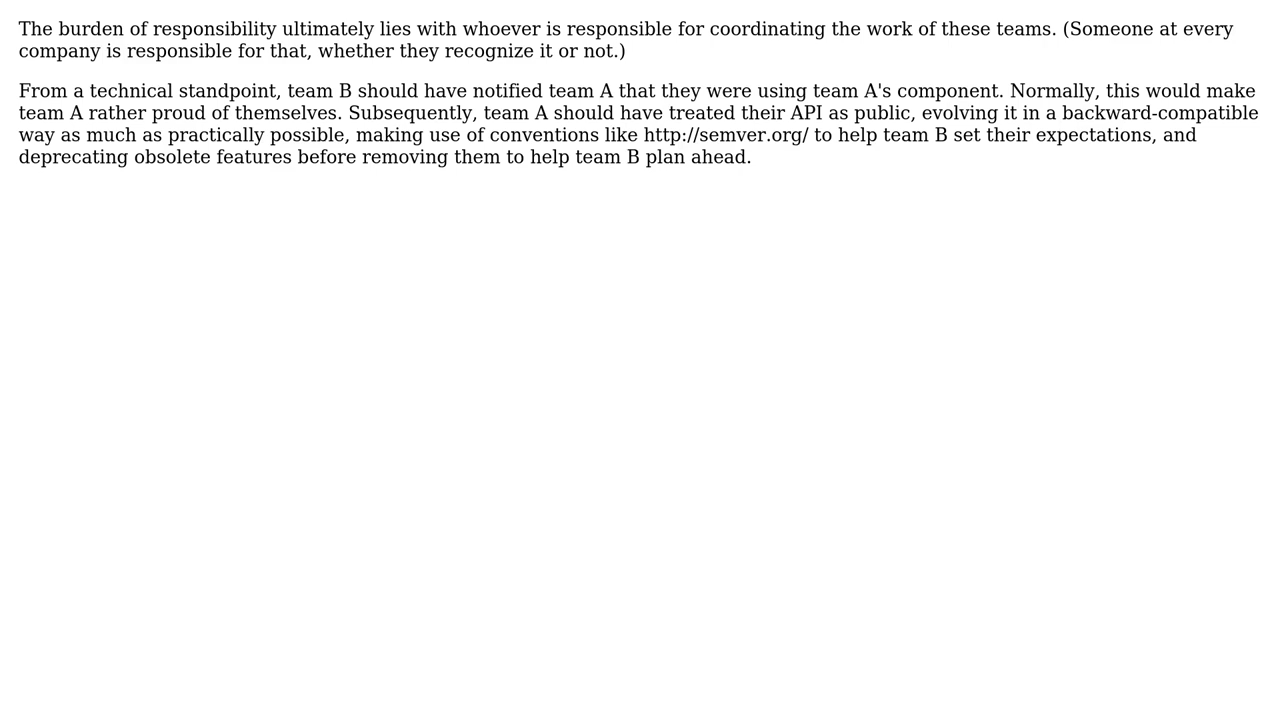 The burden of responsibility ultimately lies with whoever is responsible for coordinating the work of these teams. (Someone at every
company is responsible for that, whether they recognize it or not.)
From a technical standpoint, team B should have notified team A that they were using team A's component. Normally, this would make
team A rather proud of themselves. Subsequently, team A should have treated their API as public, evolving it in a backward-compatible
way as much as practically possible, making use of conventions like http://semver.org/ to help team B set their expectations, and
deprecating obsolete features before removing them to help team B plan ahead.